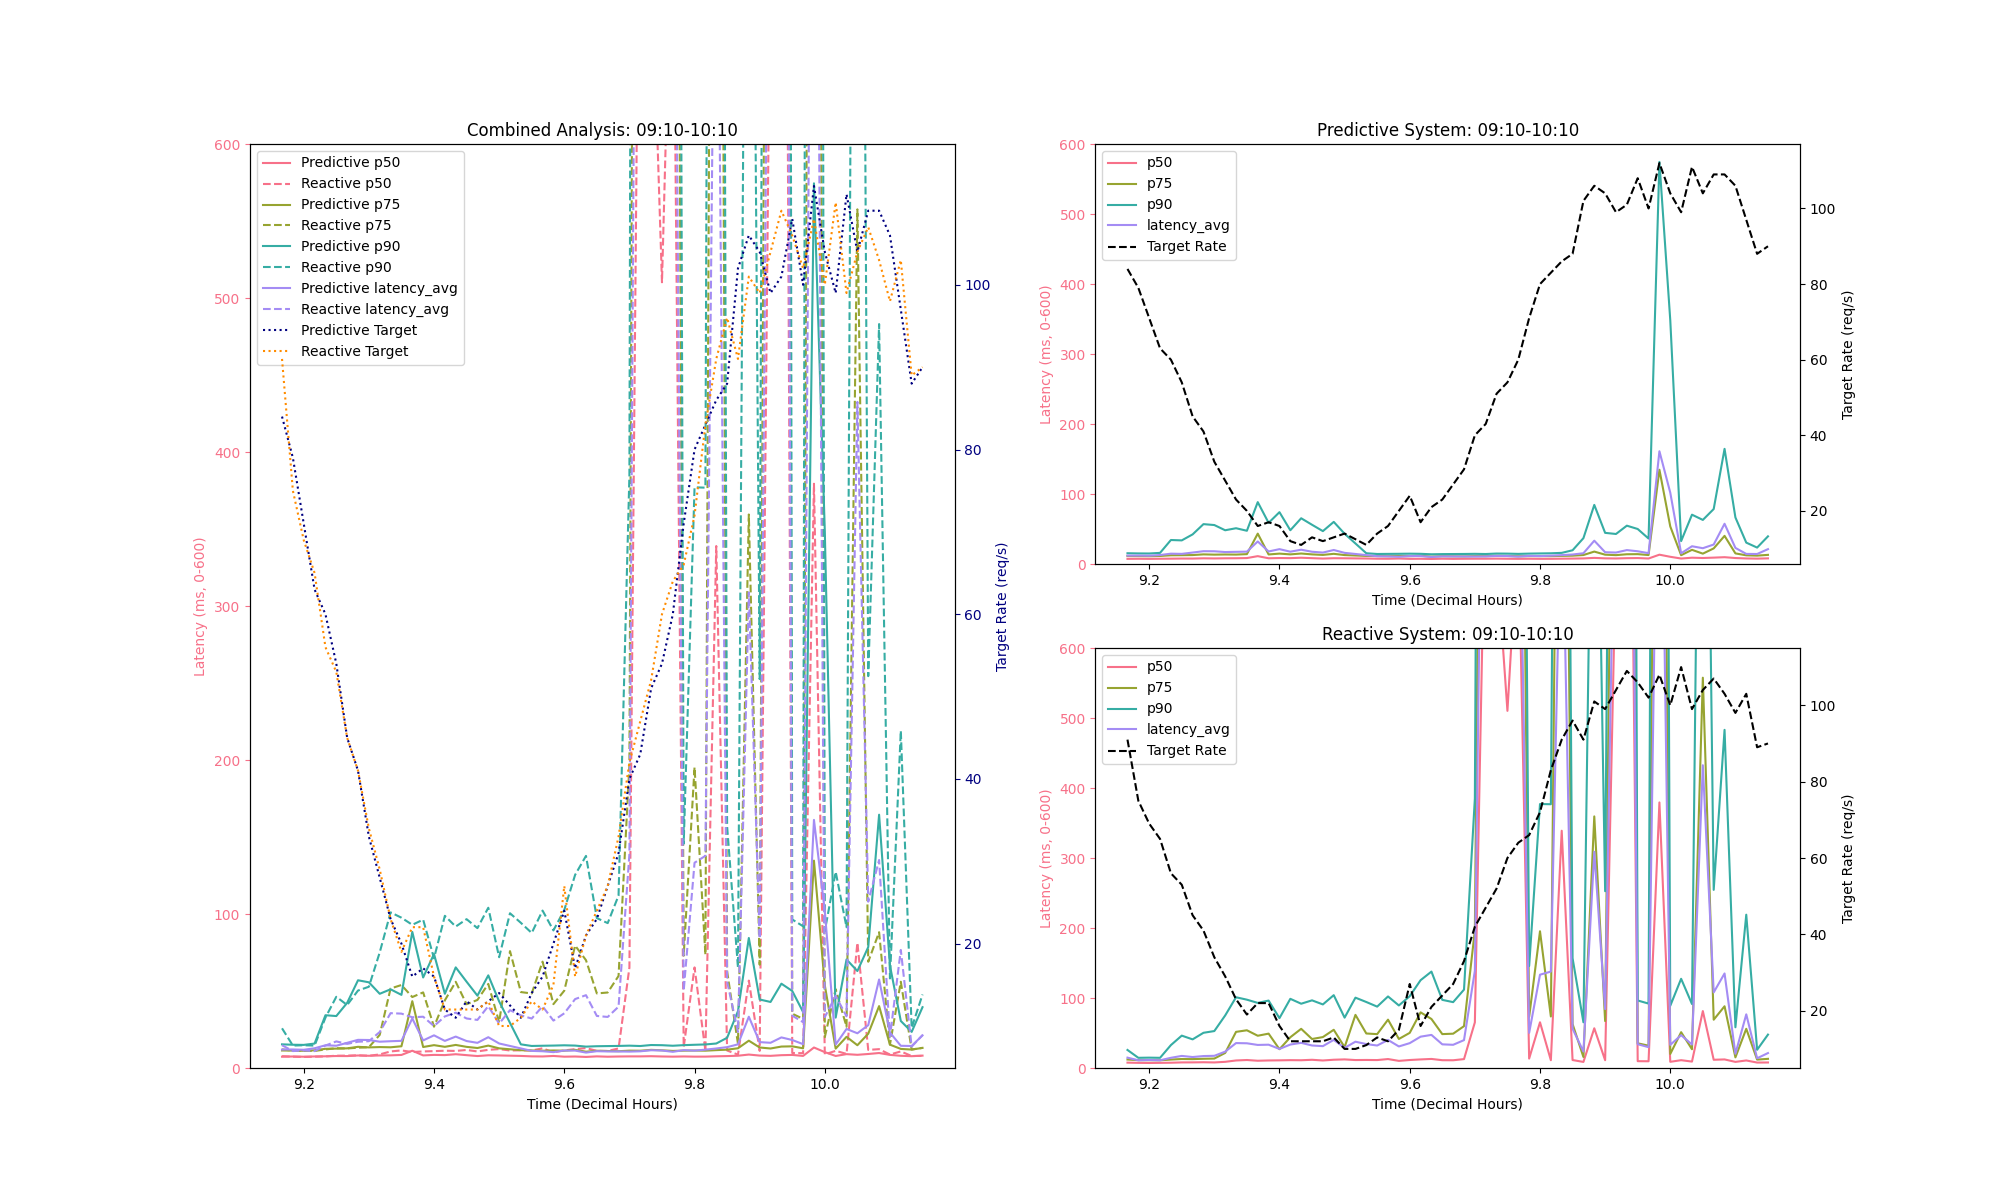 Combined Analysis: 09:10-10:10
600
500
400
300
200
100
0
Latency (ms, 0-600)
Predictive p50
Reactive p50
Predictive p75
Reactive p75
Predictive p90
Reactive p90
Predictive latency_avg
Reactive latency_avg
Predictive Target
Reactive Target
100
80
60
40
20
Target Rate (req/s)
9.2 9.4 9.6 9.8 10.0
Time (Decimal Hours)
Predictive System: 09:10-10:10
600
500
400
300
200
100
0
Latency (ms, 0-600)
p50
p75
p90
latency_avg
Target Rate
100
80
60
40
20
Target Rate (req/s)
9.2 9.4 9.6 9.8 10.0
Time (Decimal Hours)
Reactive System: 09:10-10:10
600
500
400
300
200
100
0
Latency (ms, 0-600)
p50
p75
p90
latency_avg
Target Rate
100
80
60
40
20
Target Rate (req/s)
9.2 9.4 9.6 9.8 10.0
Time (Decimal Hours)